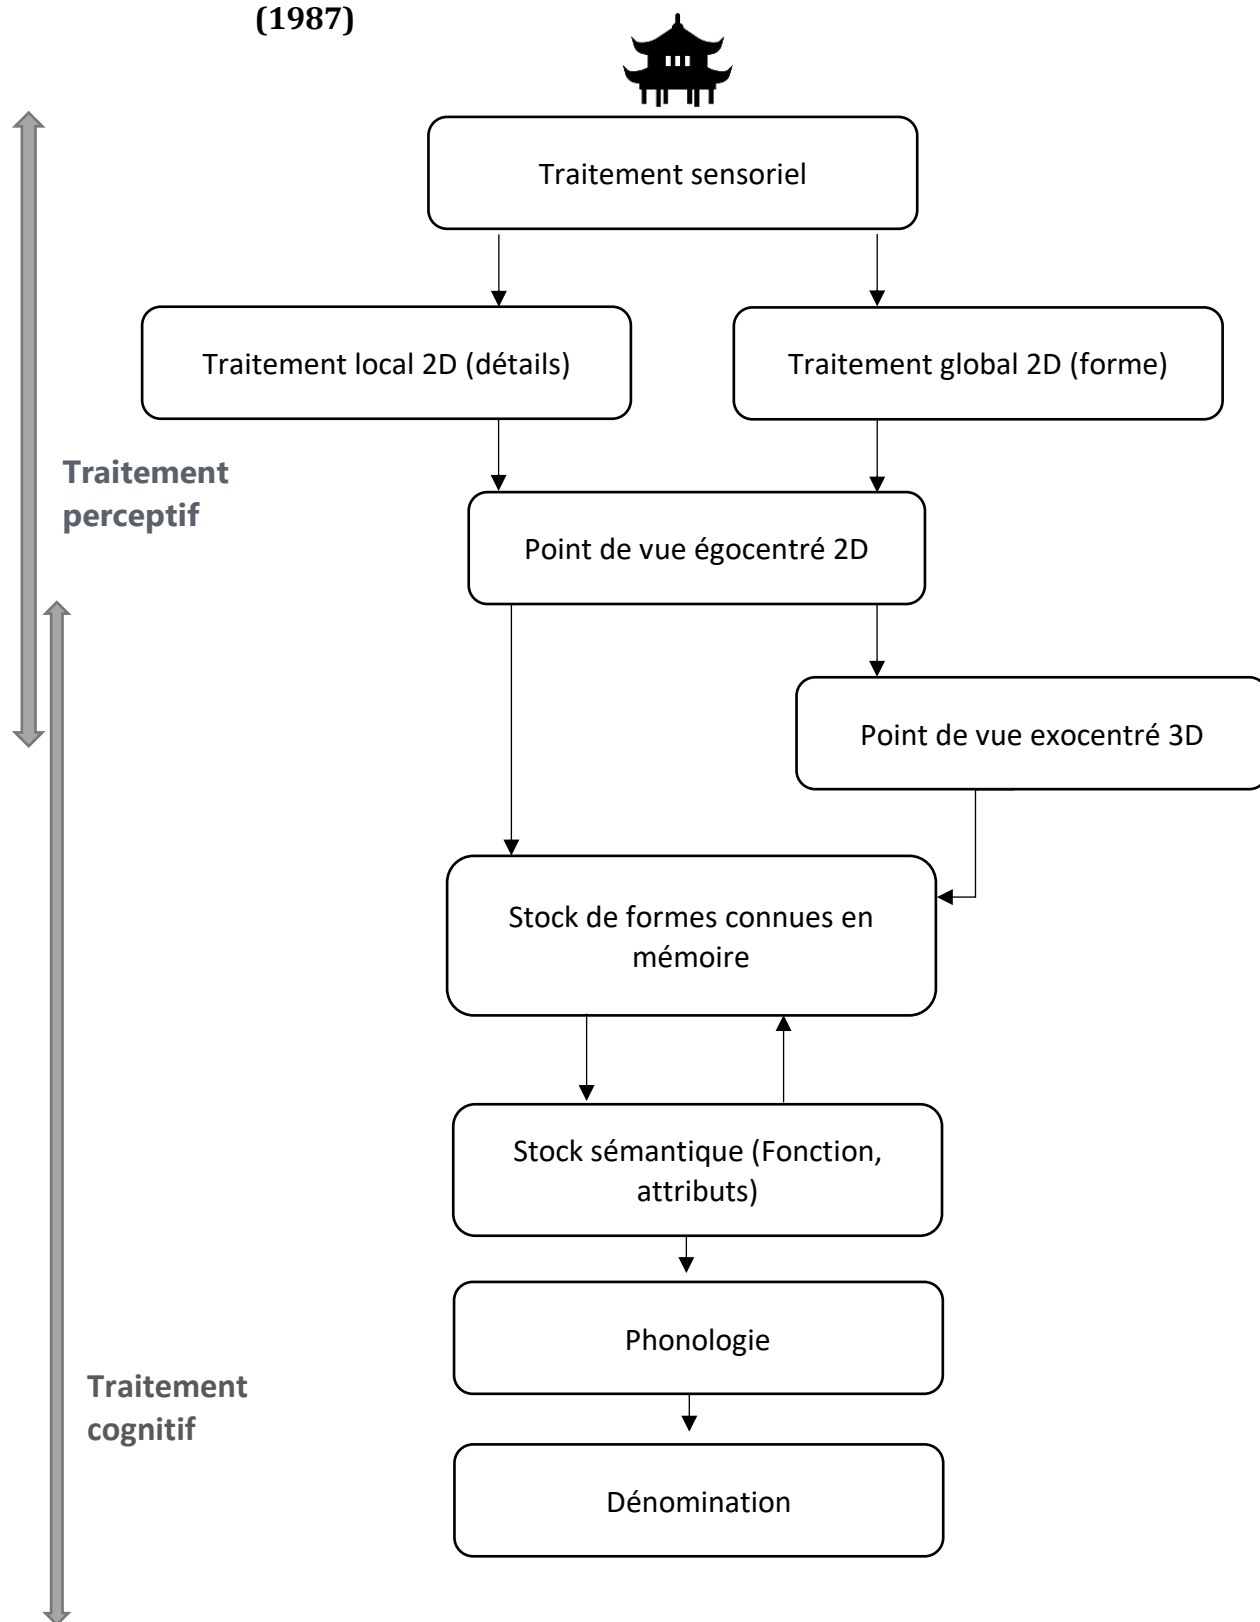 (1987)
Traitement sensoriel
Traitement local 2D (détails)
Traitement global 2D (forme)
Traitement
perceptif
Point de vue égocentré 2D
Point de vue exocentré 3D
Stock de formes connues en
mémoire
Stock sémantique (Fonction,
attributs)
Phonologie
Traitement
cognitif
Dénomination